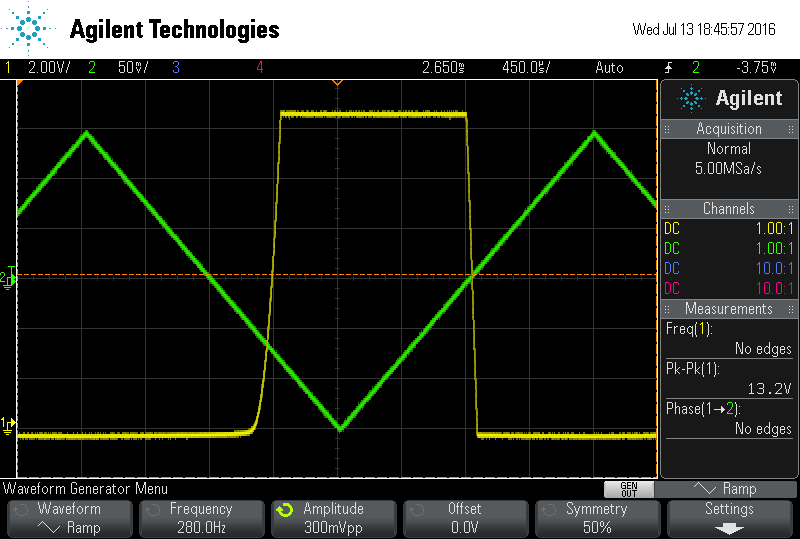 Agilent Technologies
Wed Jul 13 18:45:57 2016
1 2.00V/ 2 50mV/ 3 4 2.650ms 450.0us/ Auto 2 -3.75mV
Agilent
Acquisition
Normal
5.00MSa/s
Channels
DC 1.00:1
DC 1.00:1
DC 10.0:1
DC 10.0:1
Measurements
Freq(1):
No edges
Pk-Pk(1):
13.2V
Phase(1→2):
No edges
T
2
1
Waveform Generator Menu
GEN
OUT
Ramp
Waveform
Ramp
Frequency
280.0Hz
Amplitude
300mVpp
Offset
0.0V
Symmetry
50%
Settings